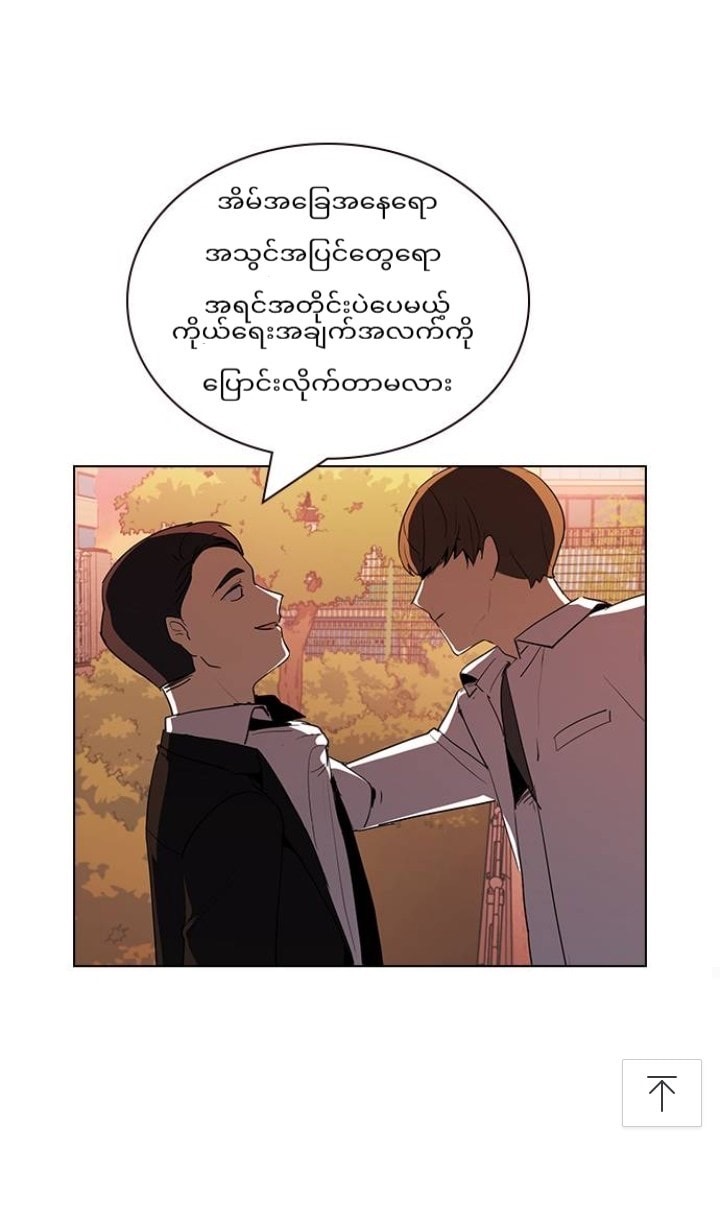 အိမ်အခြေအနေရော
အသွင်အပြင်တွေရော
အရင်အတိုင်းပဲပေမယ့်
ကိုယ်ရေးအချက်အလက်ကို
ပြောင်းလိုက်တာမလား